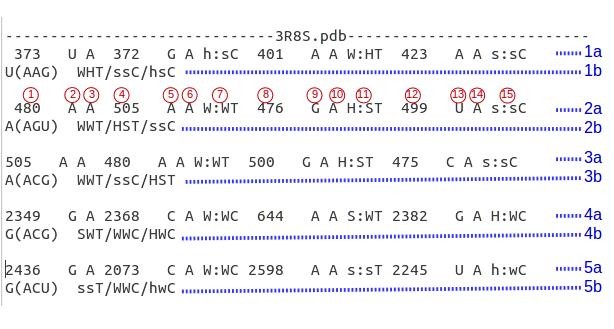 ------------------------------3R8S.pdb---------------------------
373 U A 372 G A h:sC 401 A A W:HT 423 A A s:sC 1a
U(AAG) WHT/ssC/hsC 1b
1 2 3 4 5 6 7 8 9 10 11 12 13 14 15
480 A A 505 A A W:WT 476 G A H:ST 499 U A s:sC 2a
A(AGU) WWT/HST/ssC 2b
505 A A 480 A A W:WT 500 G A H:ST 475 C A s:sC 3a
A(ACG) WWT/ssC/HST 3b
2349 G A 2368 C A W:WC 644 A A S:WT 2382 G A H:WC 4a
G(ACG) SWT/WWC/HWC 4b
2436 G A 2073 C A W:WC 2598 A A s:sT 2245 U A h:wC 5a
G(ACU) ssT/WWC/hwC 5b